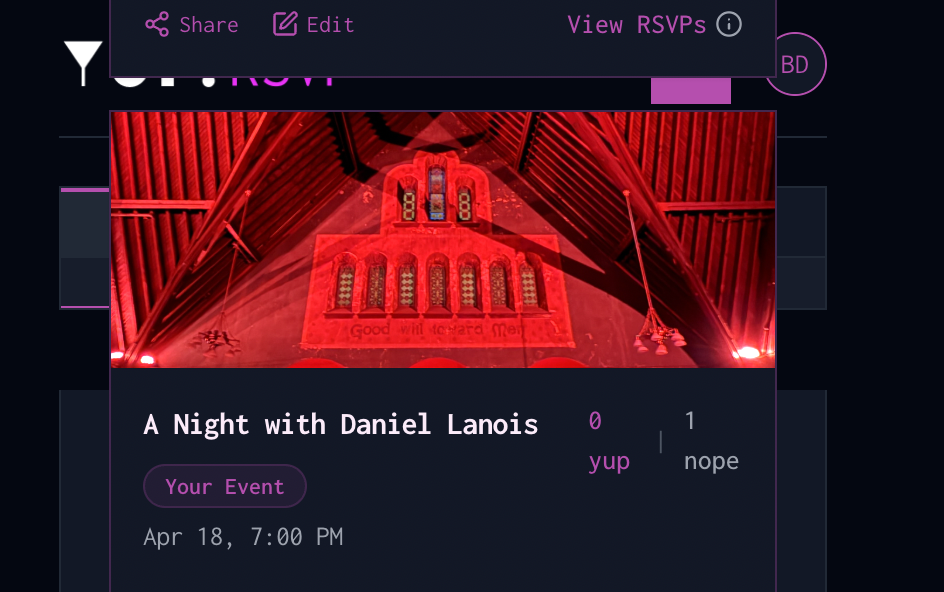 Share Edit View RSVPs
BD
Good will toward Men
A Night with Daniel Lanois
0 yup | 1 nope
Your Event
Apr 18, 7:00 PM